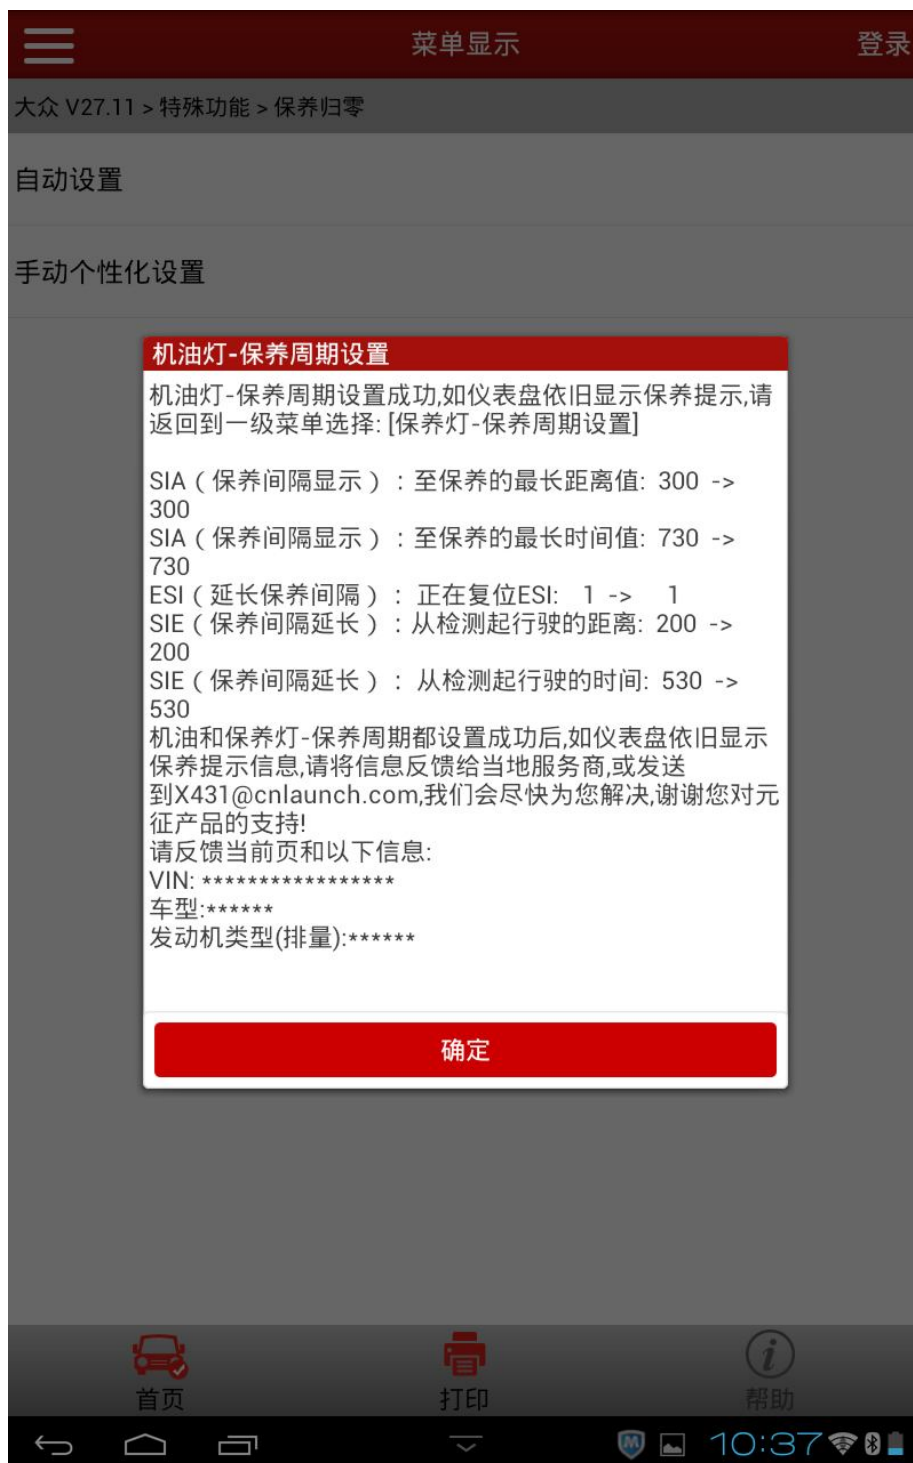 菜单显示
登录
大众 V27.11 > 特殊功能 > 保养归零
自动设置
手动个性化设置
机油灯-保养周期设置
机油灯-保养周期设置成功,如仪表盘依旧显示保养提示,请
返回到一级菜单选择: [保养灯-保养周期设置]
SIA（保养间隔显示）：至保养的最长距离值: 300 ->
300
SIA（保养间隔显示）：至保养的最长时间值: 730 ->
730
ESI（延长保养间隔）：正在复位ESI: 1 -> 1
SIE（保养间隔延长）：从检测起行驶的距离: 200 ->
200
SIE（保养间隔延长）：从检测起行驶的时间: 530 ->
530
机油和保养灯-保养周期都设置成功后,如仪表盘依旧显示
保养提示信息,请将信息反馈给当地服务商,或发送
到X431@cnlaunch.com,我们会尽快为您解决,谢谢您对元
征产品的支持!
请反馈当前页和以下信息:
VIN: *****************
车型:******
发动机类型(排量):******
确定
首页
打印
帮助
10:37